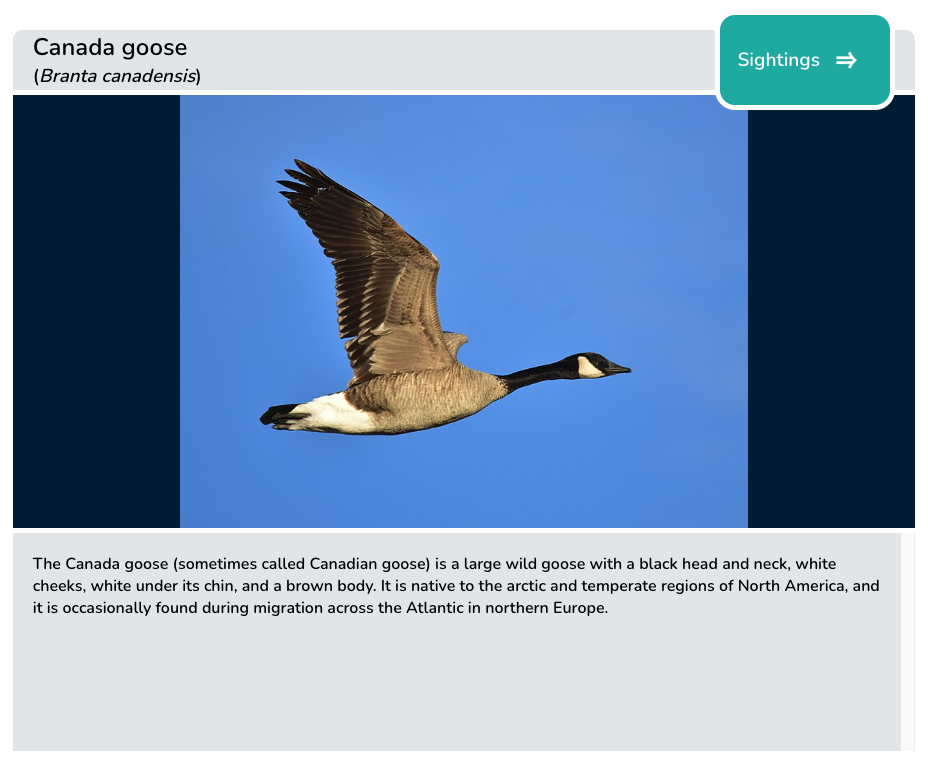 Canada goose
(Branta canadensis)
Sightings ⇒
The Canada goose (sometimes called Canadian goose) is a large wild goose with a black head and neck, white
cheeks, white under its chin, and a brown body. It is native to the arctic and temperate regions of North America, and
it is occasionally found during migration across the Atlantic in northern Europe.